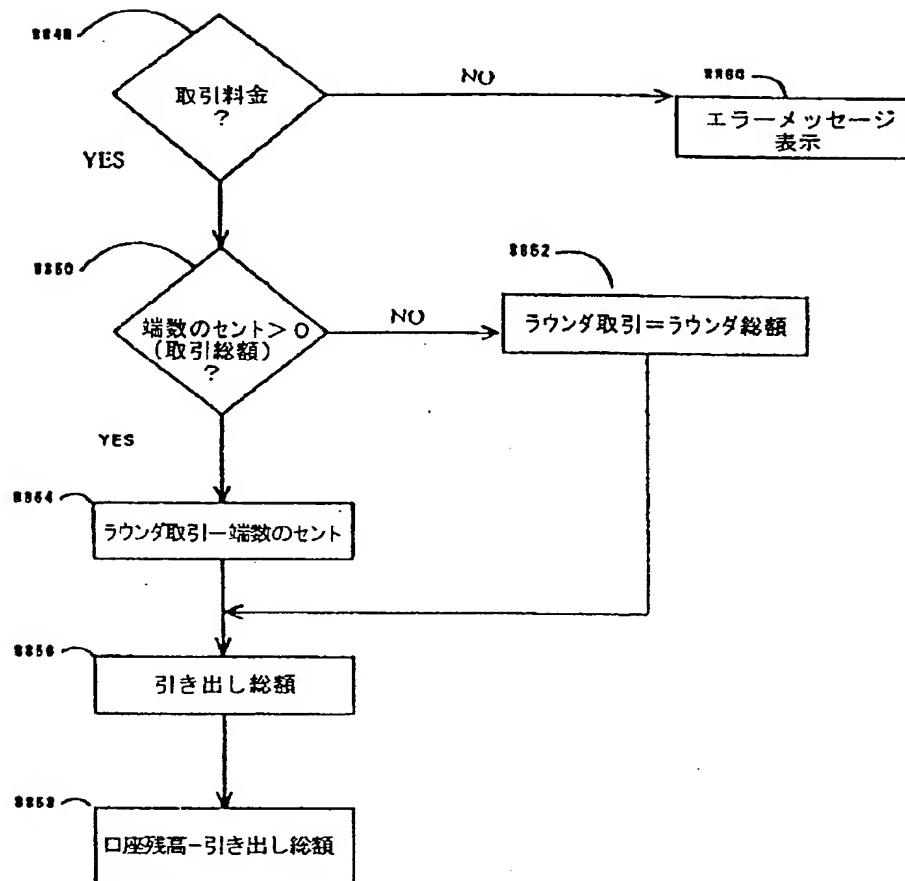 取引料金
?
NO
YES
エラーメッセージ
表示
端数のセント>0
(取引総額)
?
NO
YES
ラウンダ取引=ラウンダ総額
ラウンダ取引−端数のセント
引き出し総額
口座残高−引き出し総額